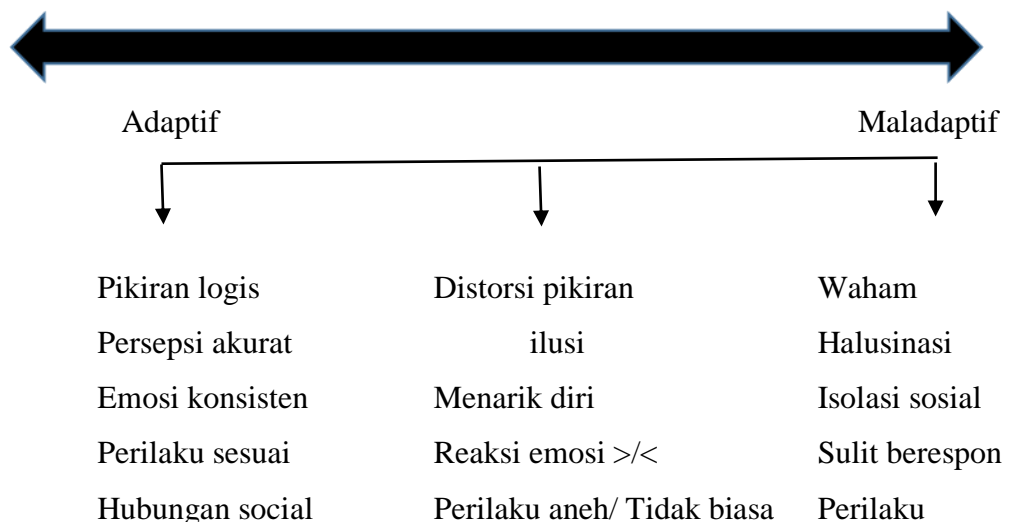 Adaptif Maladaptif
Pikiran logis Distorsi pikiran Waham
Persepsi akurat ilusi Halusinasi
Emosi konsisten Menarik diri Isolasi sosial
Perilaku sesuai Reaksi emosi >/< Sulit berespon
Hubungan social Perilaku aneh/ Tidak biasa Perilaku